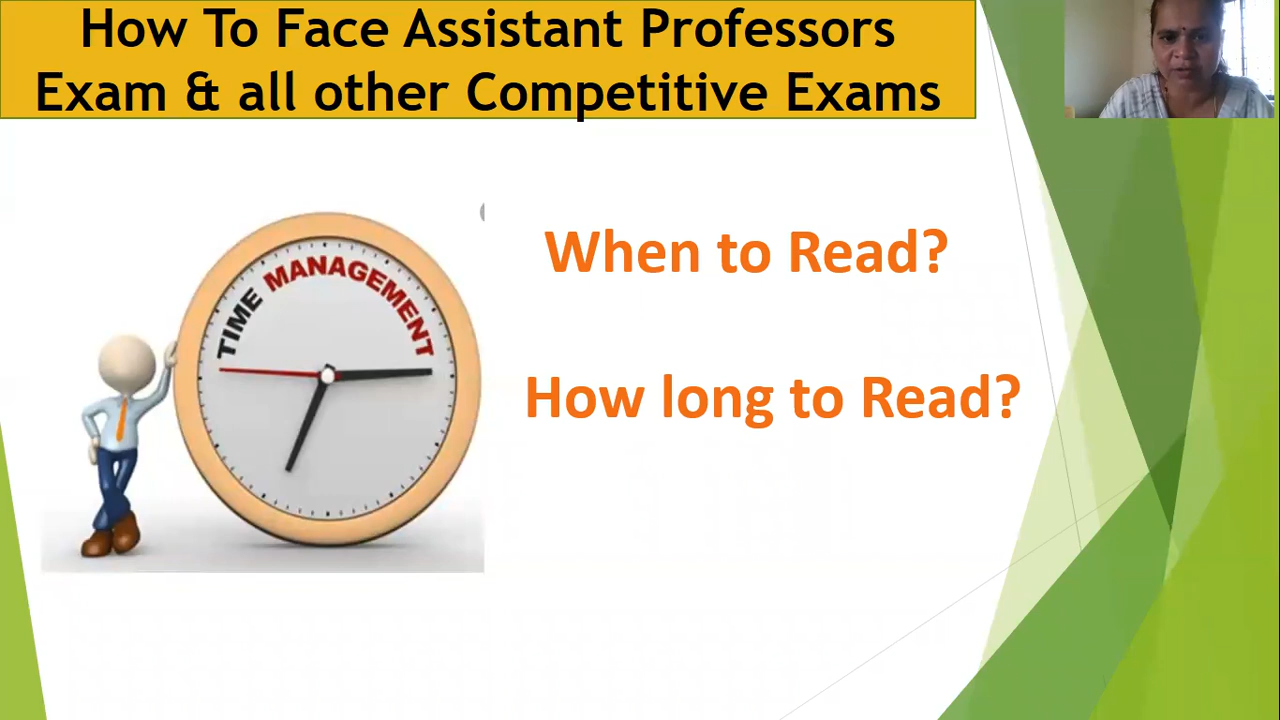 How To Face Assistant Professors
Exam & all other Competitive Exams
TIME MANAGEMENT
When to Read?
How long to Read?